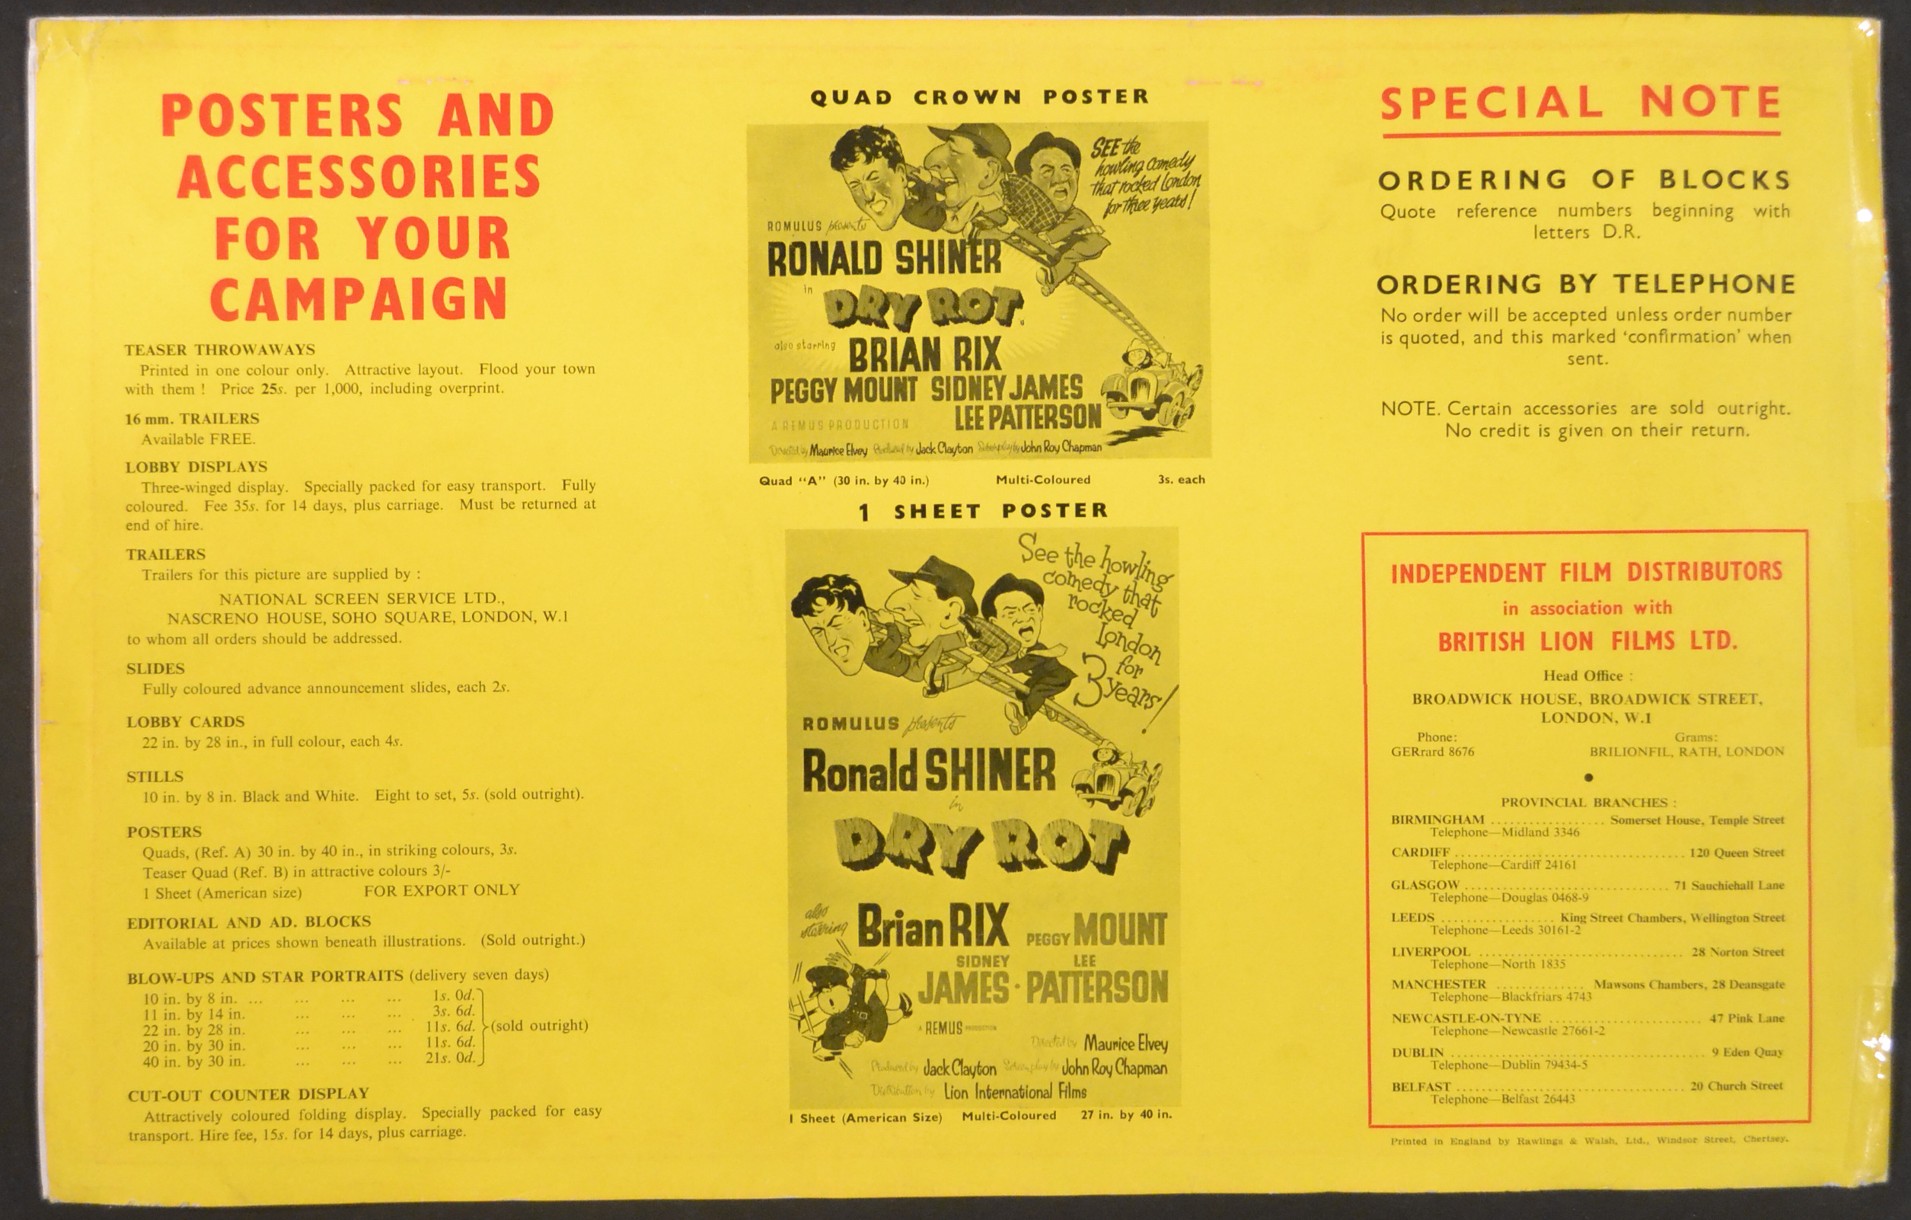 POSTERS AND
ACCESSORIES
FOR YOUR
CAMPAIGN
TEASER THROWAWAYS
Printed in one colour only. Attractive layout. Flood your town
with them ! Price 25s. per 1,000, including overprint.
16 mm. TRAILERS
Available FREE.
LOBBY DISPLAYS
Three-winged display. Specially packed for easy transport. Fully
coloured. Fee 35s. for 14 days, plus carriage. Must be returned at
end of hire.
TRAILERS
Trailers for this picture are supplied by :
NATIONAL SCREEN SERVICE LTD.,
NASCRENO HOUSE, SOHO SQUARE, LONDON, W.1
to whom all orders should be addressed.
SLIDES
Fully coloured advance announcement slides, each 2s.
LOBBY CARDS
22 in. by 28 in., in full colour, each 4s.
STILLS
10 in. by 8 in. Black and White. Eight to set, 5s. (sold outright).
POSTERS
Quads, (Ref. A) 30 in. by 40 in., in striking colours, 3s.
Teaser Quad (Ref. B) in attractive colours 3/-
1 Sheet (American size) FOR EXPORT ONLY
EDITORIAL AND AD. BLOCKS
Available at prices shown beneath illustrations. (Sold outright.)
BLOW-UPS AND STAR PORTRAITS (delivery seven days)
10 in. by 8 in. ... ... ... ... 1s. 0d.
11 in. by 14 in. ... ... ... 3s. 6d.
22 in. by 28 in. ... ... ... 11s. 6d. (sold outright)
20 in. by 30 in. ... ... ... 11s. 6d.
40 in. by 30 in. ... ... ... 21s. 0d.
CUT-OUT COUNTER DISPLAY
Attractively coloured folding display. Specially packed for easy
transport. Hire fee, 15s. for 14 days, plus carriage.
QUAD CROWN POSTER
SEE the
howling comedy
that rocked London
for three years!
ROMULUS presents
RONALD SHINER
in
DRY ROT
also starring
BRIAN RIX
PEGGY MOUNT SIDNEY JAMES
LEE PATTERSON
A REMUS PRODUCTION
Directed by Maurice Elvey Produced by Jack Clayton Screenplay by John Roy Chapman
Quad "A" (30 in. by 40 in.) Multi-Coloured 3s. each
1 SHEET POSTER
See the howling
comedy that
rocked
London
for
3
years!
ROMULUS presents
Ronald SHINER
in
DRY ROT
also
starring
Brian RIX PEGGY MOUNT
SIDNEY LEE
JAMES · PATTERSON
A REMUS PRODUCTION
Directed by Maurice Elvey
Produced by Jack Clayton Screenplay by John Roy Chapman
Distribution by Lion International Films
1 Sheet (American Size) Multi-Coloured 27 in. by 40 in.
SPECIAL NOTE
ORDERING OF BLOCKS
Quote reference numbers beginning with
letters D.R.
ORDERING BY TELEPHONE
No order will be accepted unless order number
is quoted, and this marked 'confirmation' when
sent.
NOTE. Certain accessories are sold outright.
No credit is given on their return.
INDEPENDENT FILM DISTRIBUTORS
in association with
BRITISH LION FILMS LTD.
Head Office :
BROADWICK HOUSE, BROADWICK STREET,
LONDON, W.1
Phone: Grams:
GERrard 8676 BRILIONFIL, RATH, LONDON
PROVINCIAL BRANCHES :
BIRMINGHAM ................ Somerset House, Temple Street
Telephone—Midland 3346
CARDIFF ................ 120 Queen Street
Telephone—Cardiff 24161
GLASGOW ................ 71 Sauchiehall Lane
Telephone—Douglas 0468-9
LEEDS ................ King Street Chambers, Wellington Street
Telephone—Leeds 30161-2
LIVERPOOL ................ 28 Norton Street
Telephone—North 1835
MANCHESTER ............ Mawsons Chambers, 28 Deansgate
Telephone—Blackfriars 4743
NEWCASTLE-ON-TYNE ................ 47 Pink Lane
Telephone—Newcastle 27661-2
DUBLIN ................ 9 Eden Quay
Telephone—Dublin 79434-5
BELFAST ................ 20 Church Street
Telephone—Belfast 26443
Printed in England by Rawlings & Walsh, Ltd., Windsor Street, Chertsey.